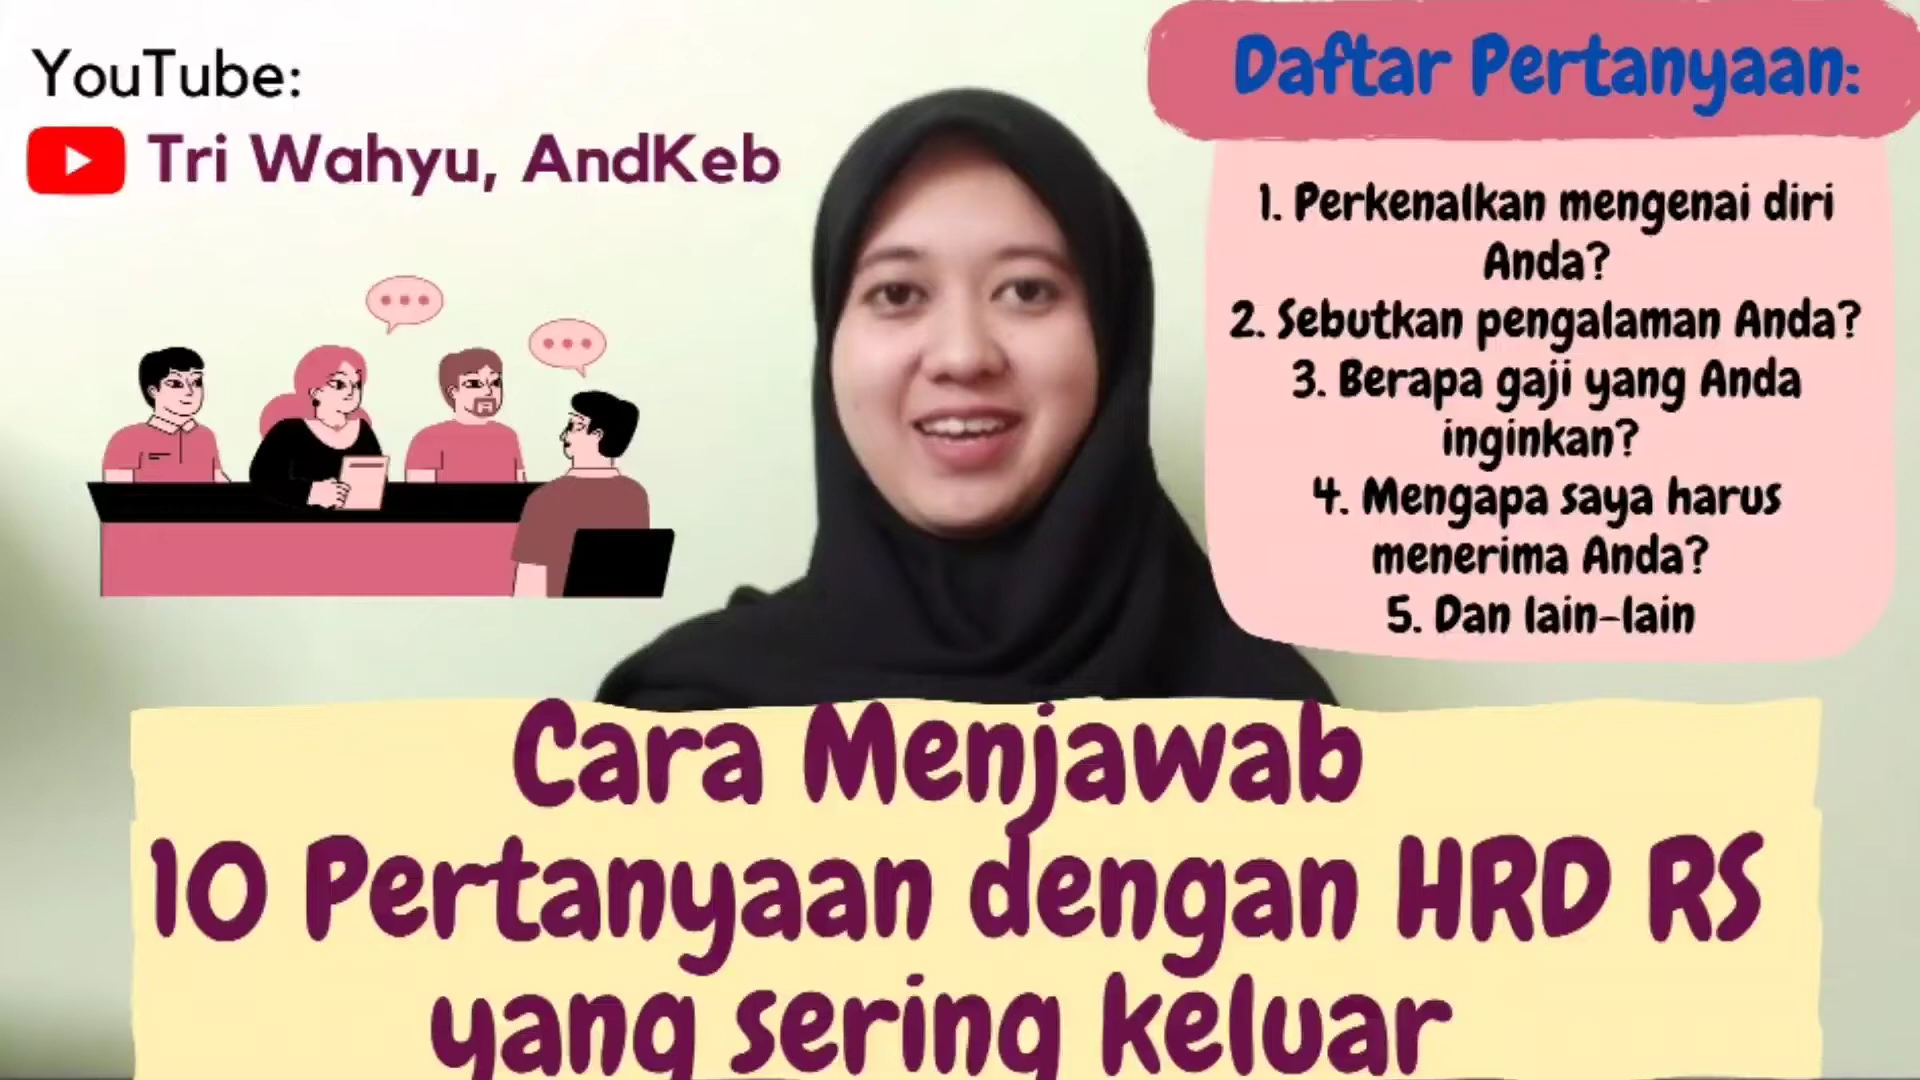 YouTube:
Tri Wahyu, AndKeb
Daftar Pertanyaan:
1. Perkenalkan mengenai diri
Anda?
2. Sebutkan pengalaman Anda?
3. Berapa gaji yang Anda
inginkan?
4. Mengapa saya harus
menerima Anda?
5. Dan lain-lain
Cara Menjawab
10 Pertanyaan dengan HRD RS
yang sering keluar